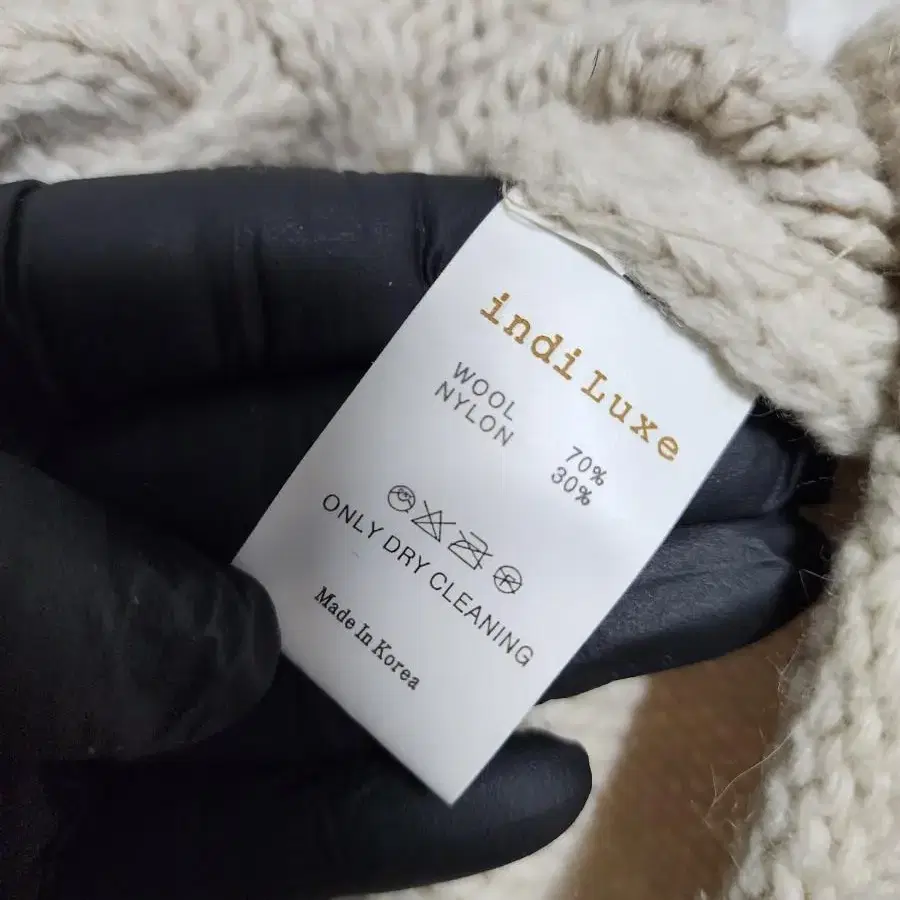 indi Luxe
WOOL 70%
NYLON 30%
ONLY DRY CLEANING
Made In Korea